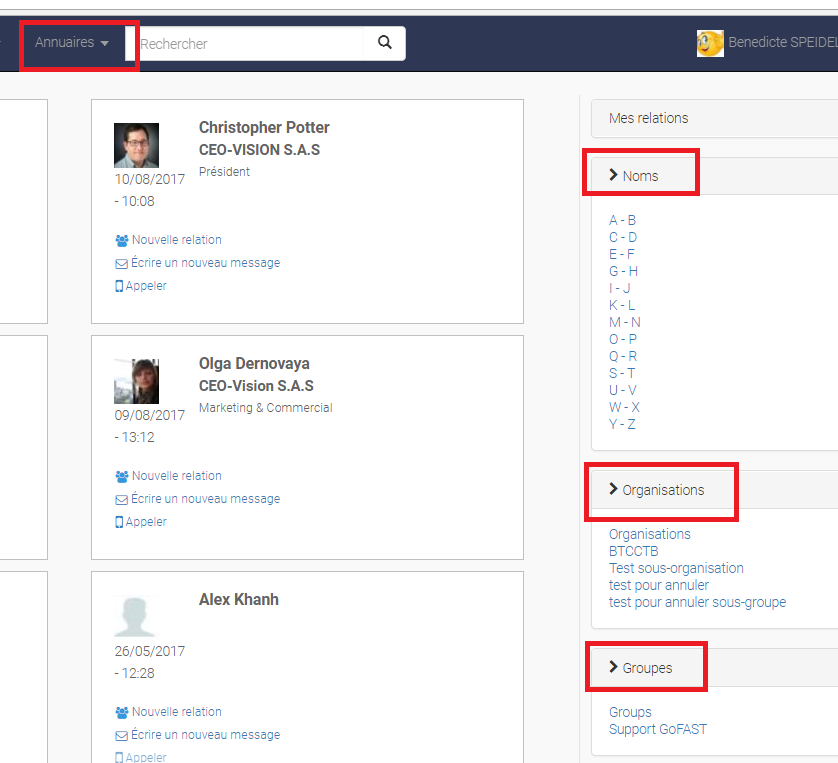 Annuaires
Rechercher
Benedicte SPEIDEL
Christopher Potter
CEO-VISION S.A.S
Président
10/08/2017
- 10:08
Nouvelle relation
Écrire un nouveau message
Appeler
Olga Dernovaya
CEO-Vision S.A.S
Marketing & Commercial
09/08/2017
- 13:12
Nouvelle relation
Écrire un nouveau message
Appeler
Alex Khanh
26/05/2017
- 12:28
Nouvelle relation
Écrire un nouveau message
Appeler
Mes relations
Noms
A - B
C - D
E - F
G - H
I - J
K - L
M - N
O - P
Q - R
S - T
U - V
W - X
Y - Z
Organisations
Organisations
BTCCTB
Test sous-organisation
test pour annuler
test pour annuler sous-groupe
Groupes
Groups
Support GoFAST